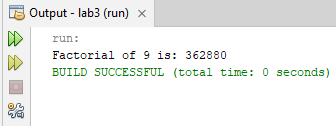 Output - lab3 (run)
run:
Factorial of 9 is: 362880
BUILD SUCCESSFUL (total time: 0 seconds)